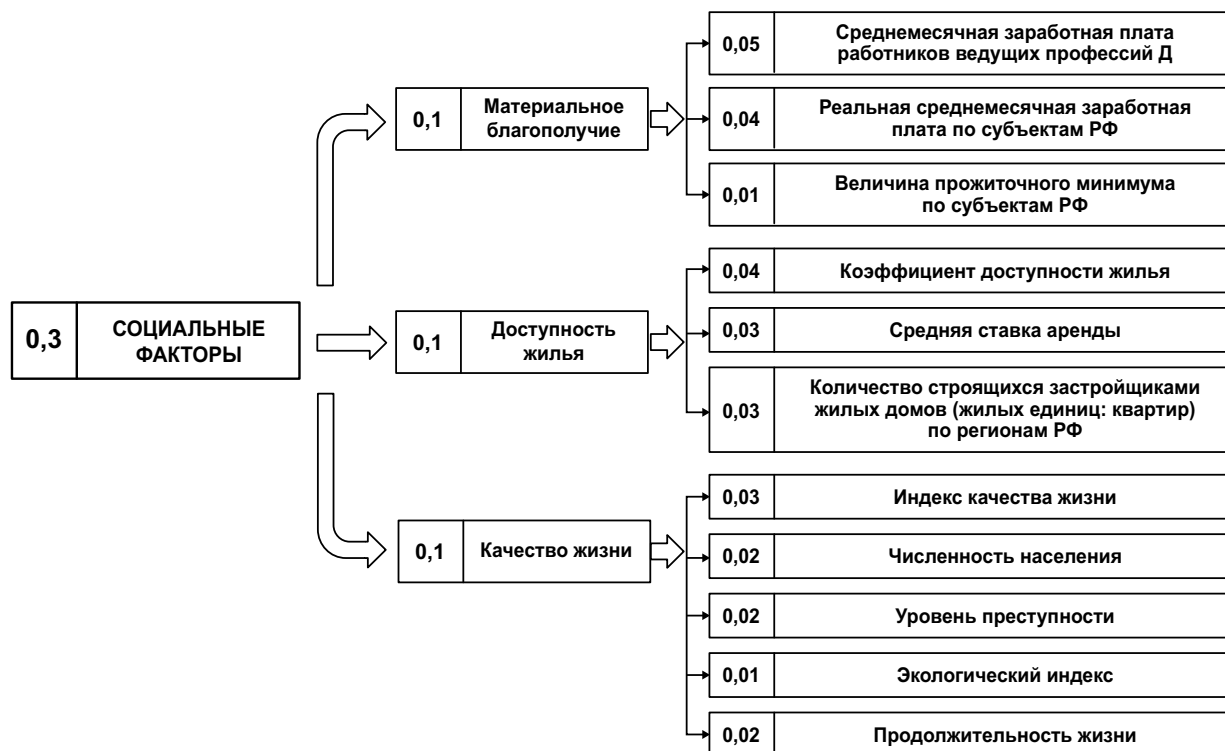 0,3
СОЦИАЛЬНЫЕ
ФАКТОРЫ
0,1
Материальное
благополучие
0,05
Среднемесячная заработная плата
работников ведущих профессий Д
0,04
Реальная среднемесячная заработная
плата по субъектам РФ
0,01
Величина прожиточного минимума
по субъектам РФ
0,1
Доступность
жилья
0,04
Коэффициент доступности жилья
0,03
Средняя ставка аренды
0,03
Количество строящихся застройщиками
жилых домов (жилых единиц: квартир)
по регионам РФ
0,1
Качество жизни
0,03
Индекс качества жизни
0,02
Численность населения
0,02
Уровень преступности
0,01
Экологический индекс
0,02
Продолжительность жизни